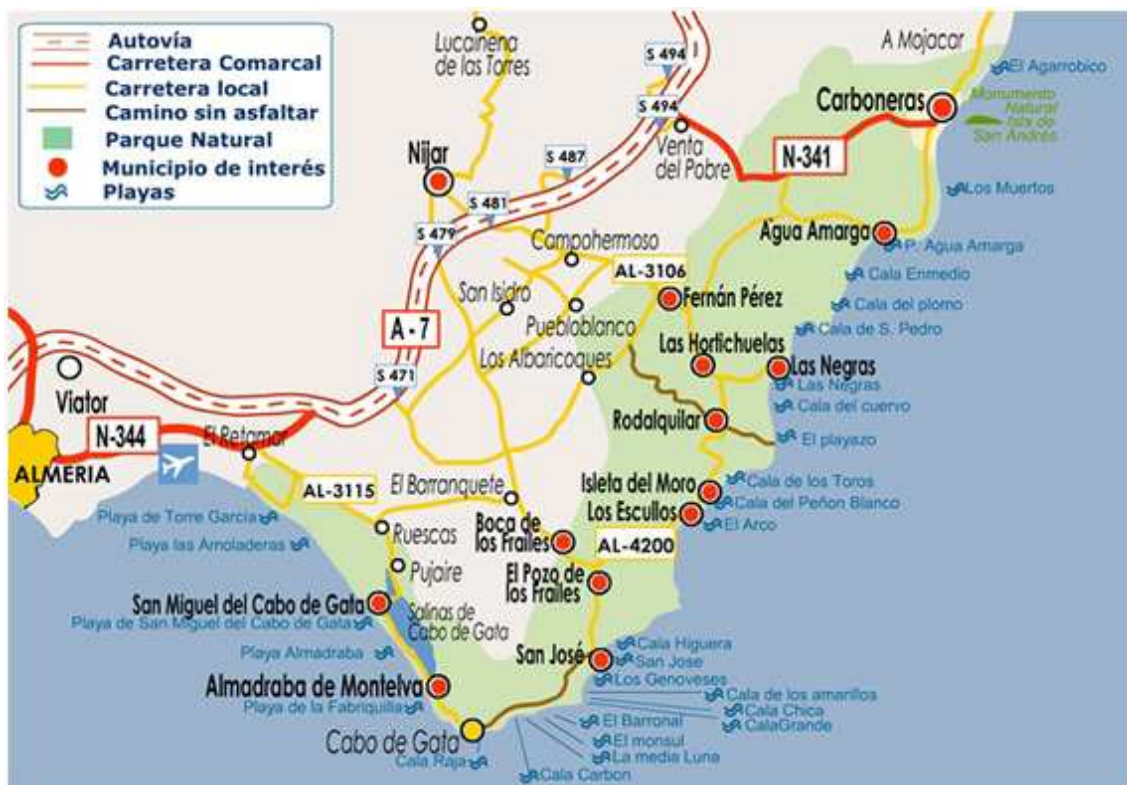 Autovía
Carretera Comarcal
Carretera local
Camino sin asfaltar
Parque Natural
Municipio de interés
Playas
Lucainena
de las Torres
S 494
S 494
A Mojacar
El Agarrobico
Carboneras
Monumento
Natural
Isla de
San Andrés
Venta
del Pobre
N-341
Nijar
S 487
S 481
S 479
Los Muertos
Agua Amarga
P. Agua Amarga
Campohermoso
AL-3106
Cala Enmedio
San Isidro
Fernán Pérez
Cala del plomo
A - 7
Puebloblanco
Cala de S. Pedro
Los Albaricoques
Las Hortichuelas
Las Negras
Las Negras
S 471
Viator
Cala del cuervo
Rodalquilar
El playazo
N-344
El Retamar
ALMERIA
AL-3115
El Barranquete
Isleta del Moro
Cala de los Toros
Cala del Peñon Blanco
Los Escullos
El Arco
Playa de Torre García
Ruescas
Boca de
los Frailes
AL-4200
Playa las Amoladeras
Pujaire
El Pozo de
los Frailes
San Miguel del Cabo de Gata
Playa de San Miguel del Cabo de Gata
Salinas de
Cabo de Gata
Cala Higuera
San José
San Jose
Playa Almadraba
Los Genoveses
Almadraba de Montelva
Playa de la Fabriquilla
Cala de los amarillos
Cala Chica
CalaGrande
El Barronal
El monsul
La media Luna
Cabo de Gata
Cala Raja
Cala Carbon